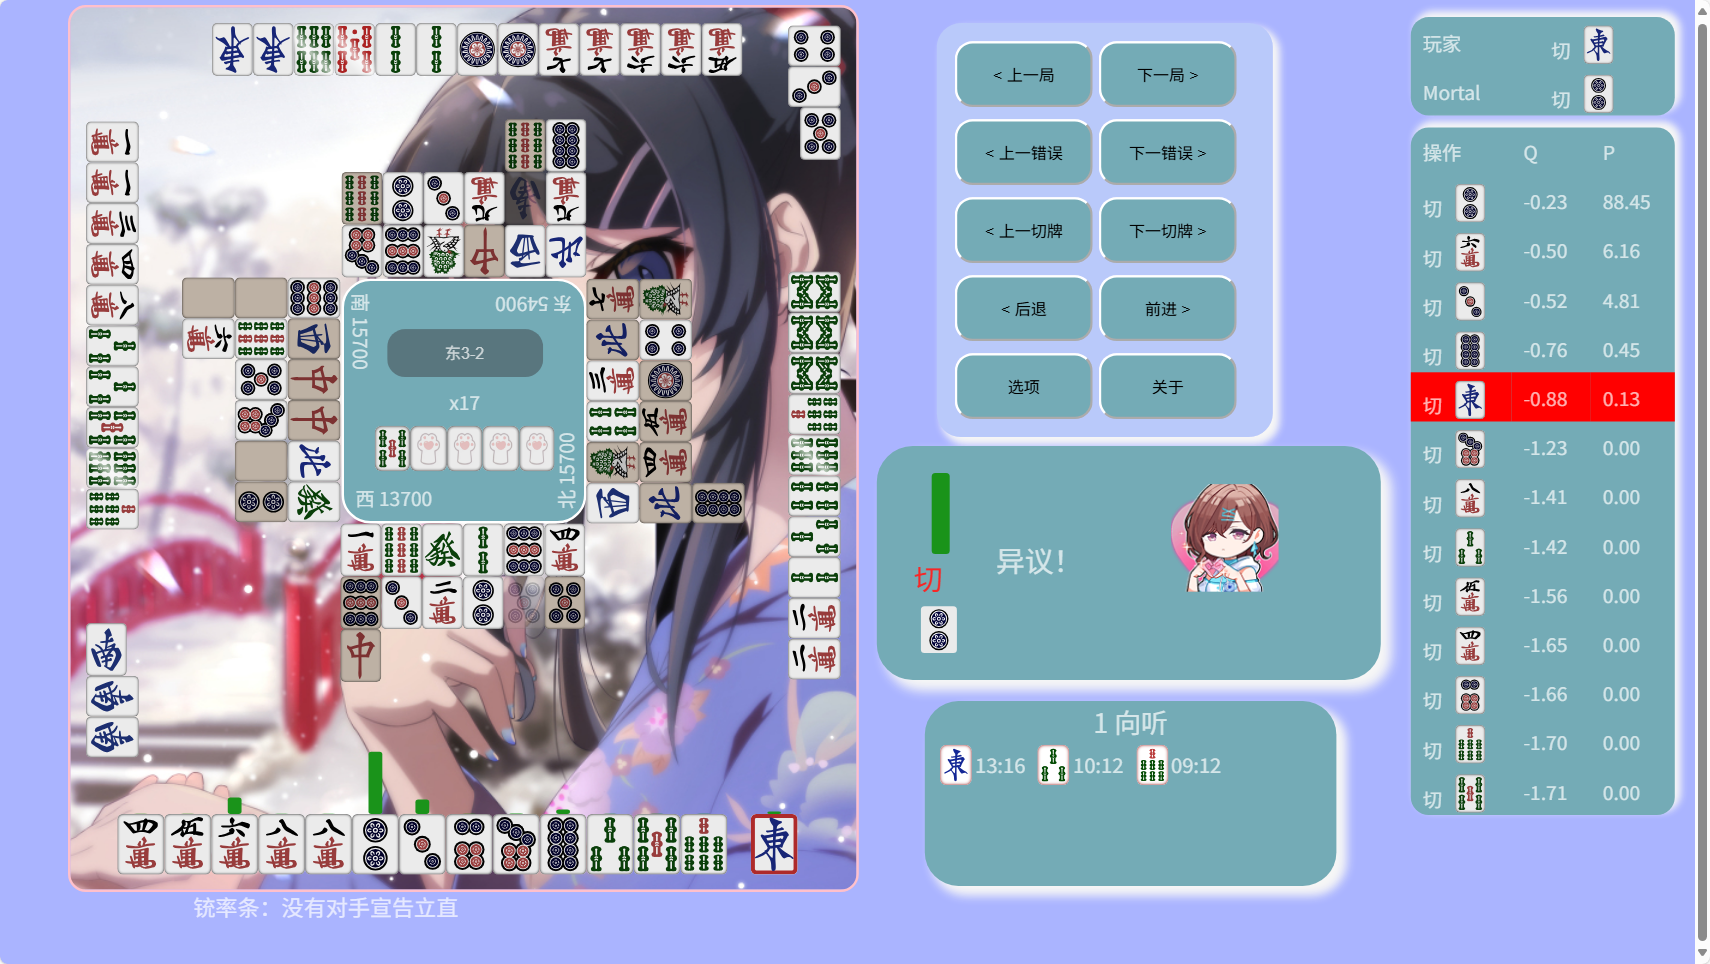 < 上一局
下一局 >
< 上一错误
下一错误 >
< 上一切牌
下一切牌 >
< 后退
前进 >
选项
关于
东 54900
南 15700
东3-2
x17
北 15700
西 13700
切
异议！
1 向听
13:16
10:12
09:12
铳率条：没有对手宣告立直
玩家 切
Mortal 切
操作 Q P
切 -0.23 88.45
切 -0.50 6.16
切 -0.52 4.81
切 -0.76 0.45
切 -0.88 0.13
切 -1.23 0.00
切 -1.41 0.00
切 -1.42 0.00
切 -1.56 0.00
切 -1.65 0.00
切 -1.66 0.00
切 -1.70 0.00
切 -1.71 0.00